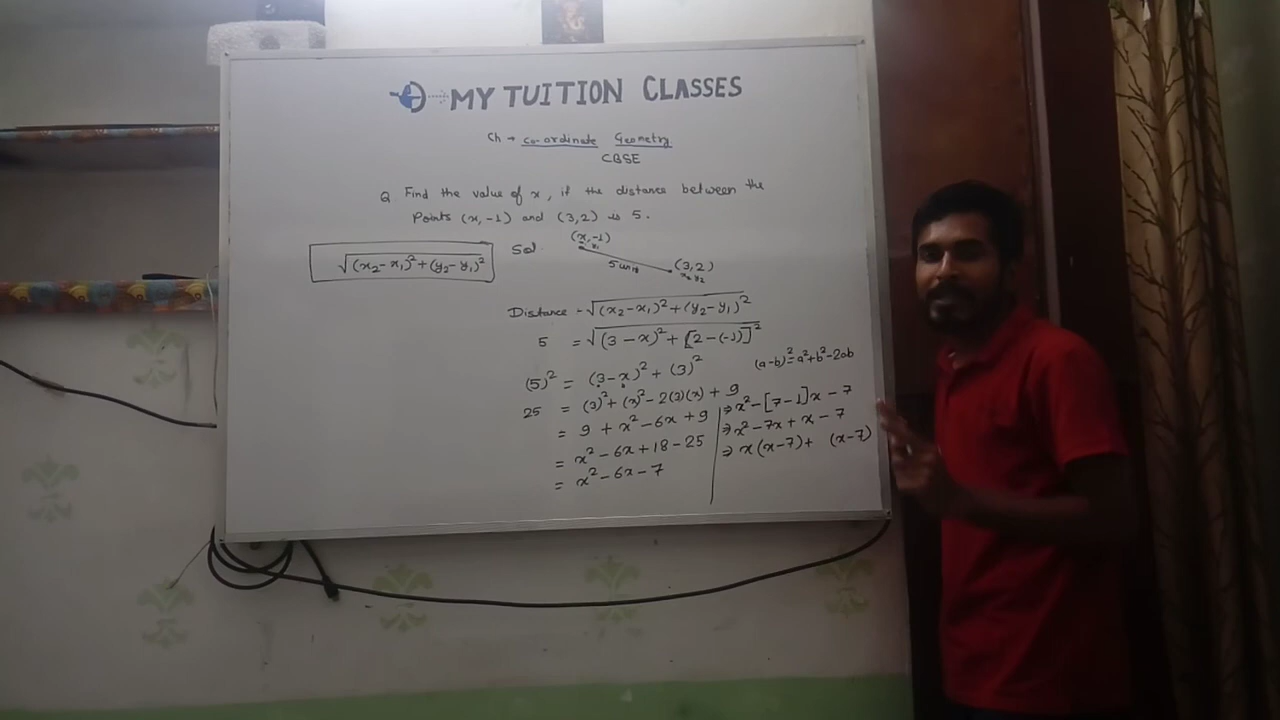 MY TUITION CLASSES
Ch → Co-ordinate Geometry
CBSE
Q Find the value of x, if the distance between the
Points (x,-1) and (3,2) is 5.
√(x₂-x₁)²+(y₂-y₁)²
Sol.
(x,-1)
x₁ y₁
5 units
(3,2)
x₂ y₂
Distance = √(x₂-x₁)²+(y₂-y₁)²
5 = √(3-x)²+[2-(-1)]²
(5)² = (3-x)²+(3)²
(a-b)²=a²+b²-2ab
25 = (3)²+(x)²-2(3)(x)+9
= 9+x²-6x+9
= x²-6x+18-25
= x²-6x-7
⇒ x²-[7-1]x-7
⇒ x²-7x+x-7
⇒ x(x-7)+ (x-7)